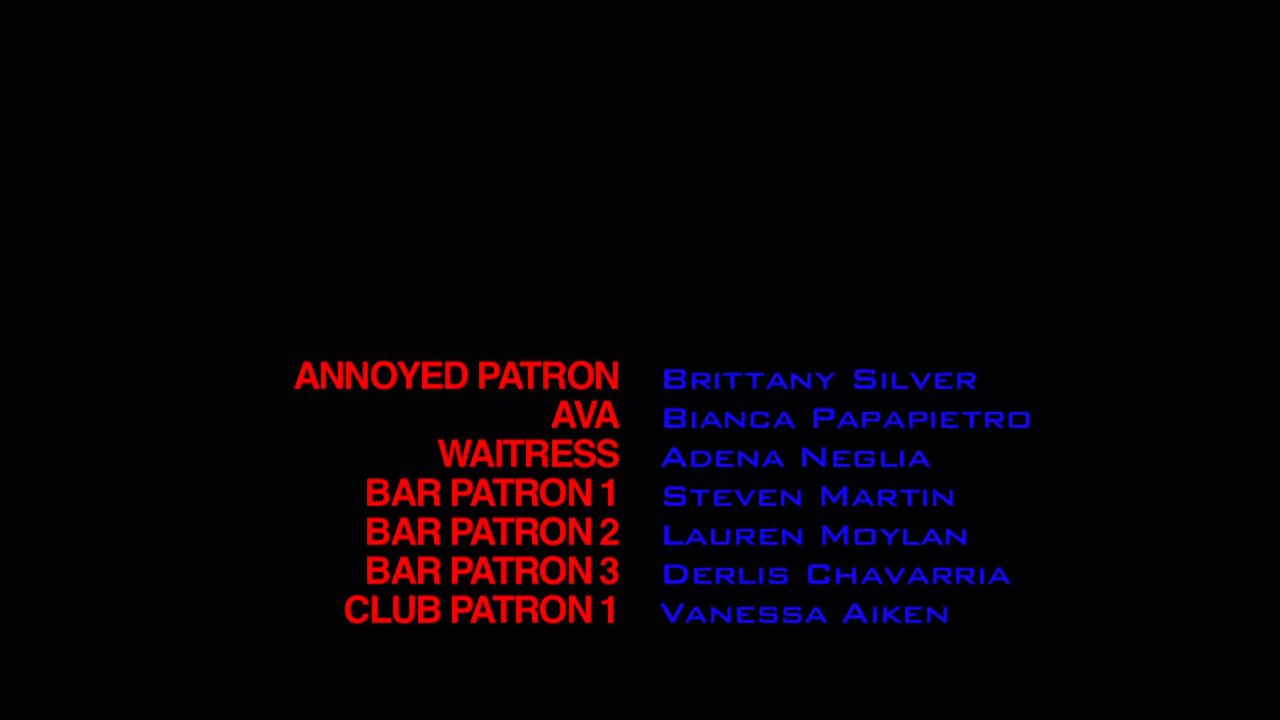 ANNOYED PATRON Brittany Silver
AVA Bianca Papapietro
WAITRESS Adena Neglia
BAR PATRON 1 Steven Martin
BAR PATRON 2 Lauren Moylan
BAR PATRON 3 Derlis Chavarria
CLUB PATRON 1 Vanessa Aiken